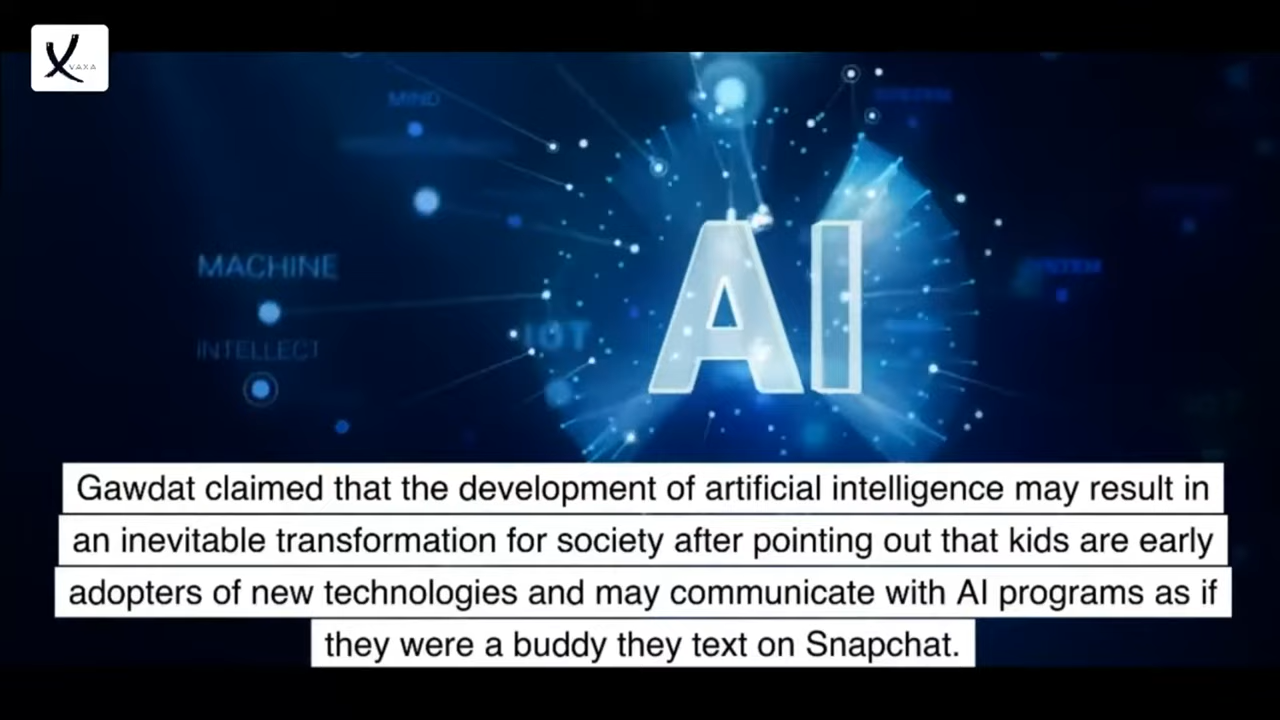 VAXA
MIND
MACHINE
INTELLECT
IOT
AI
Gawdat claimed that the development of artificial intelligence may result in
an inevitable transformation for society after pointing out that kids are early
adopters of new technologies and may communicate with AI programs as if
they were a buddy they text on Snapchat.